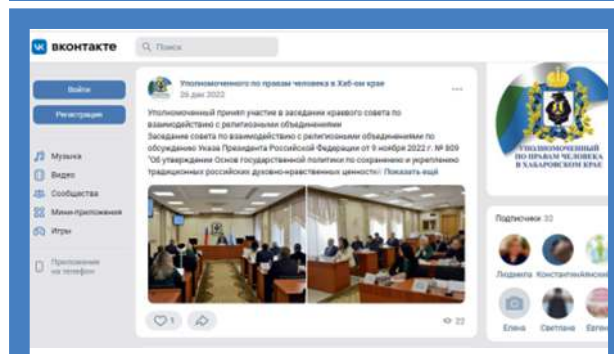 вконтакте
Поиск
Войти
Регистрация
Музыка
Видео
Сообщества
Мини-приложения
Игры
Приложение
на телефон
Уполномоченного по правам человека в Хаб-ом крае
26 дек 2022
Уполномоченный принял участие в заседании краевого совета по
взаимодействию с религиозными объединениями
Заседание совета по взаимодействию с религиозными объединениями по
обсуждению Указа Президента Российской Федерации от 9 ноября 2022 г. № 809
"Об утверждении Основ государственной политики по сохранению и укреплению
традиционных российских духовно-нравственных ценностей Показать ещё
1
22
УПОЛНОМОЧЕННЫЙ
ПО ПРАВАМ ЧЕЛОВЕКА
В ХАБАРОВСКОМ КРАЕ
Подписчики 32
Людмила Константин
Елена Светлана Евген